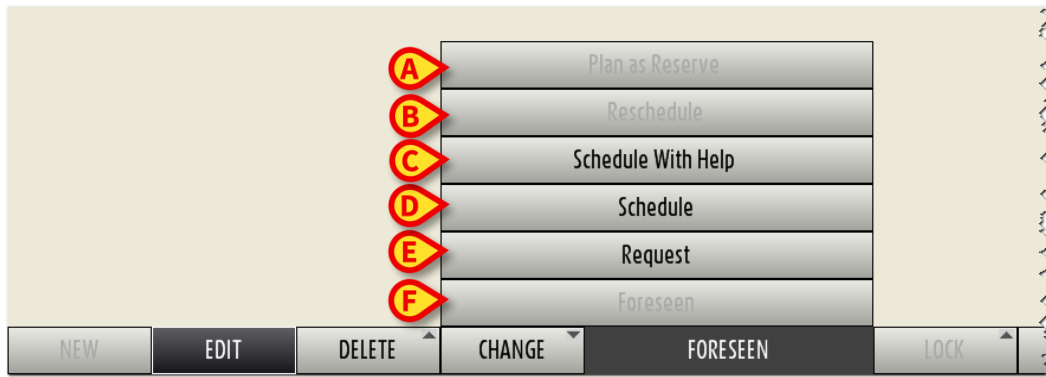 A Plan as Reserve
B Reschedule
C Schedule With Help
D Schedule
E Request
F Foreseen
NEW EDIT DELETE CHANGE FORESEEN LOCK